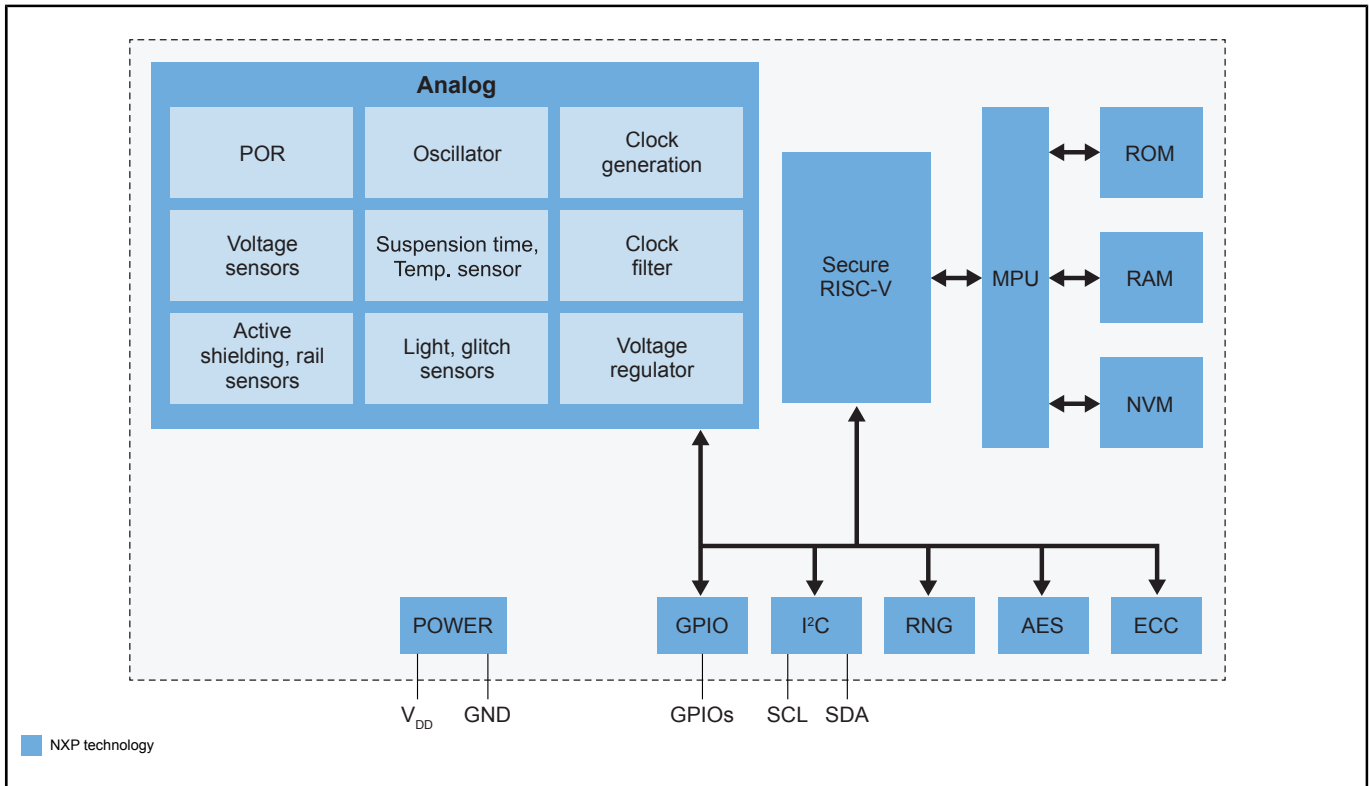 Analog
POR
Oscillator
Clock
generation
Voltage
sensors
Suspension time,
Temp. sensor
Clock
filter
Active
shielding, rail
sensors
Light, glitch
sensors
Voltage
regulator
Secure
RISC-V
MPU
ROM
RAM
NVM
POWER
GPIO
I²C
RNG
AES
ECC
V_DD
GND
GPIOs
SCL
SDA
NXP technology